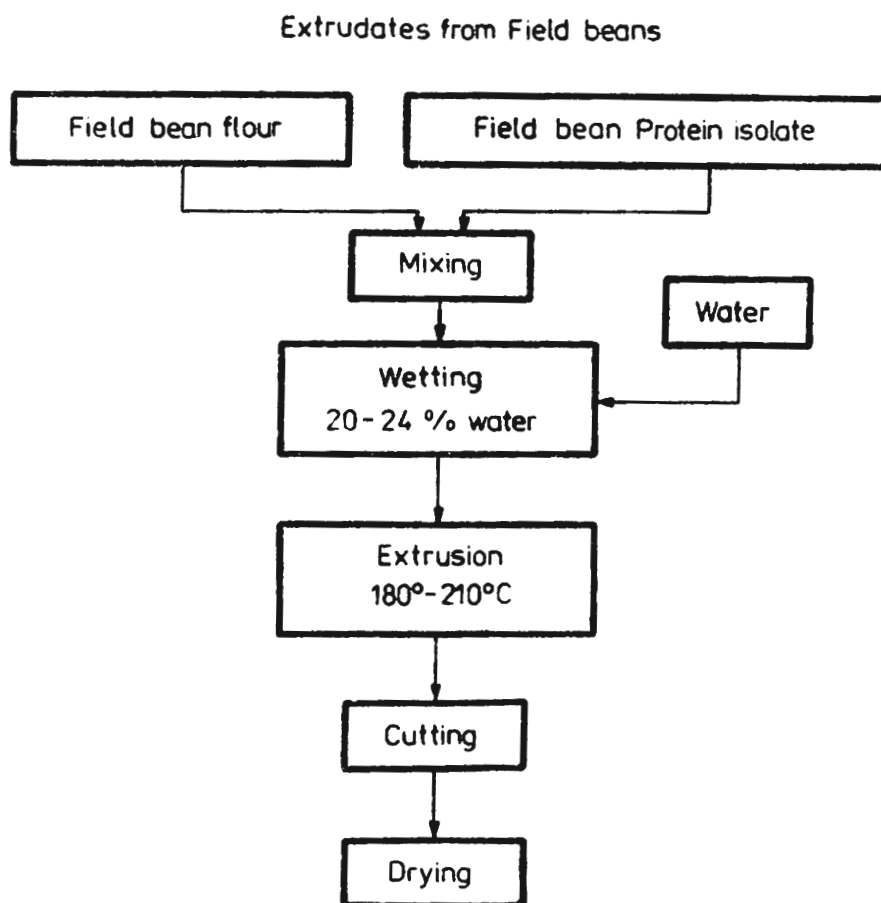 Extrudates from Field beans
Field bean flour
Field bean Protein isolate
Mixing
Water
Wetting
20-24 % water
Extrusion
180°-210°C
Cutting
Drying